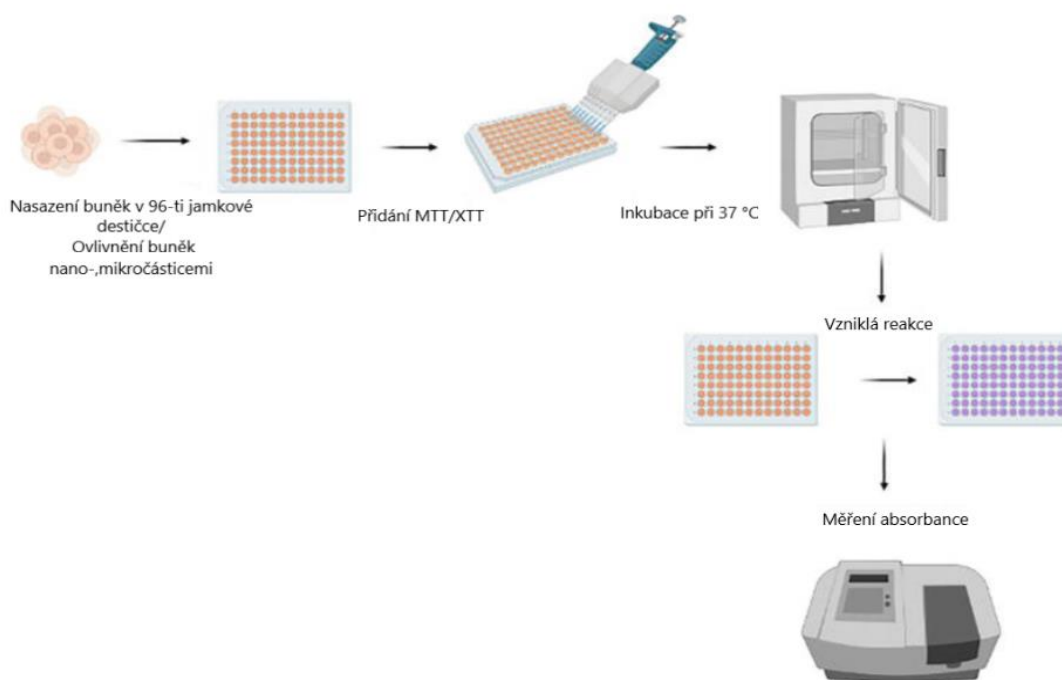 Nasazení buněk v 96-ti jamkové
destičce/
Ovlivnění buněk
nano-,mikročásticemi
Přidání MTT/XTT
Inkubace při 37 °C
Vzniklá reakce
Měření absorbance